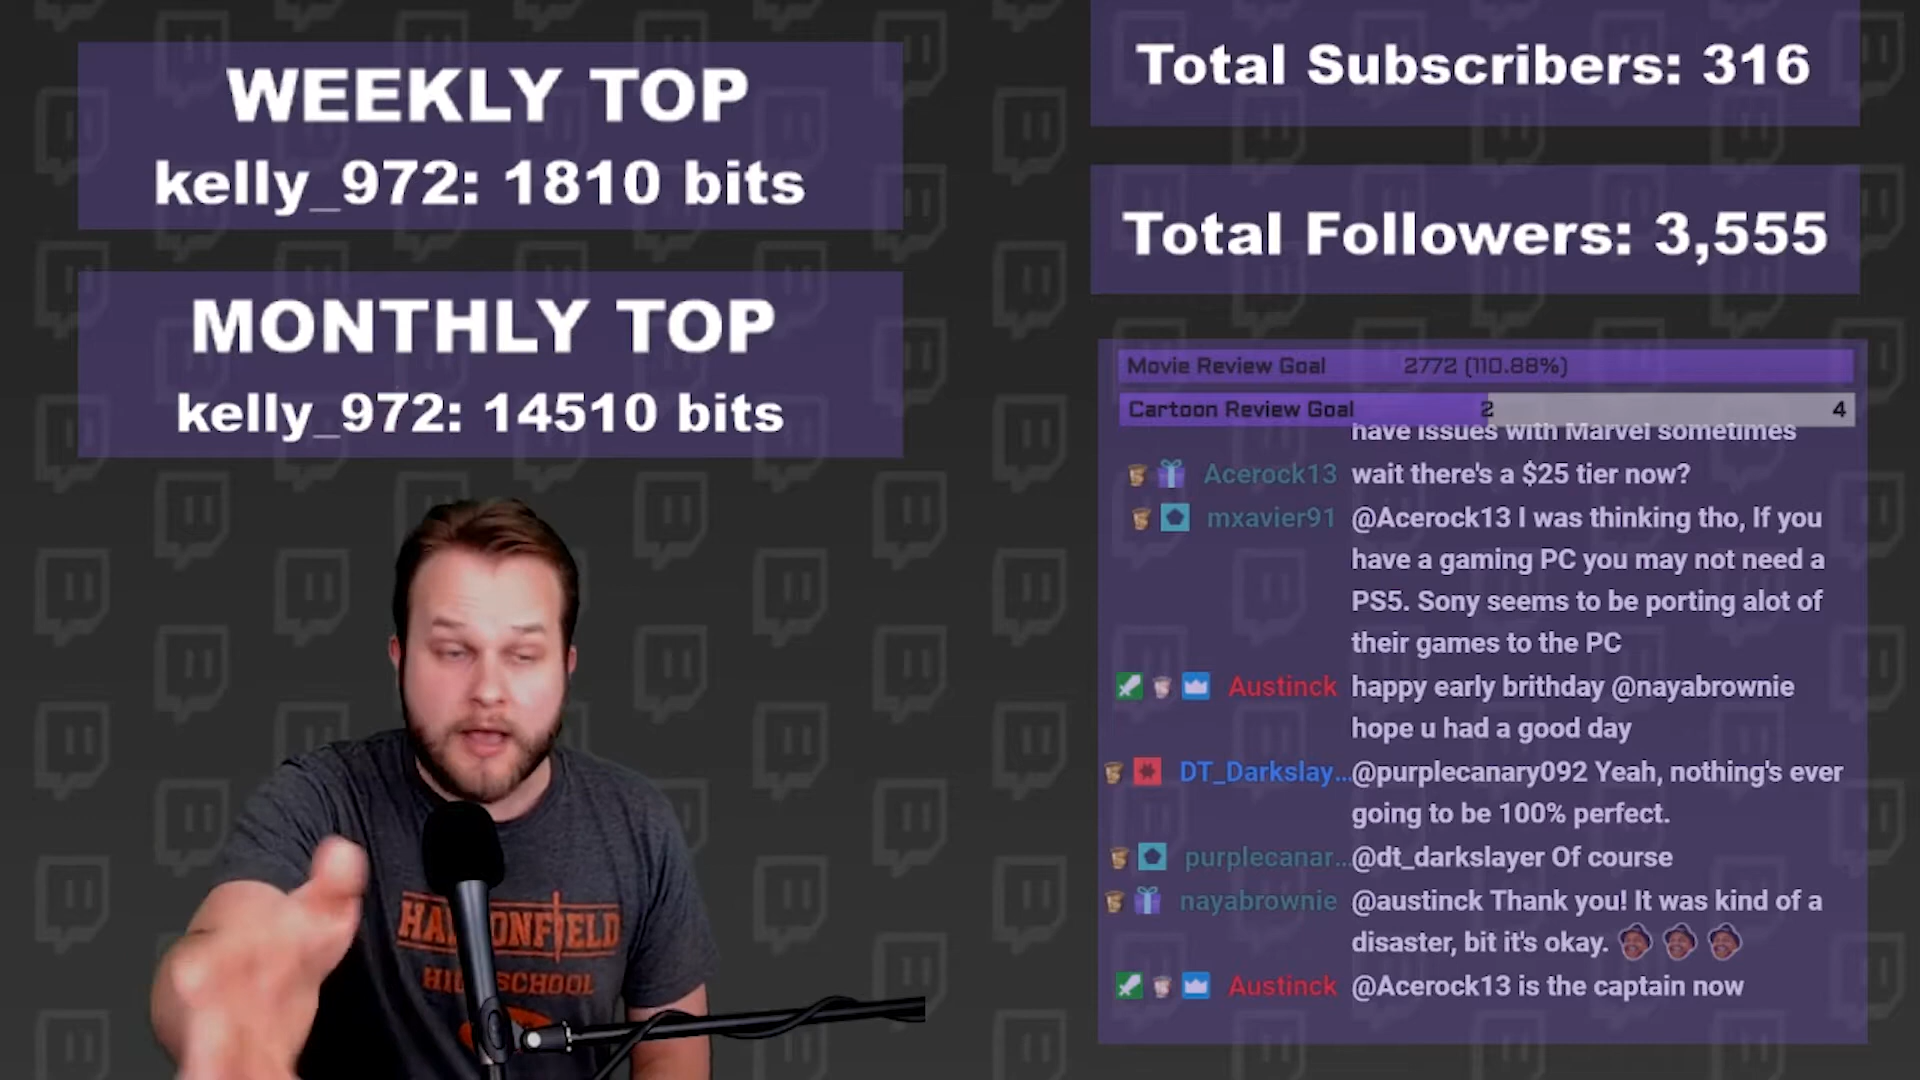 WEEKLY TOP
kelly_972: 1810 bits
MONTHLY TOP
kelly_972: 14510 bits
Total Subscribers: 316
Total Followers: 3,555
Movie Review Goal 2772 (110.88%)
Cartoon Review Goal 2 4
have issues with Marvel sometimes
Acerock13 wait there's a $25 tier now?
mxavier91 @Acerock13 I was thinking tho, If you
have a gaming PC you may not need a
PS5. Sony seems to be porting alot of
their games to the PC
Austinck happy early brithday @nayabrownie
hope u had a good day
DT_Darkslay... @purplecanary092 Yeah, nothing's ever
going to be 100% perfect.
purplecanar... @dt_darkslayer Of course
nayabrownie @austinck Thank you! It was kind of a
disaster, bit it's okay.
Austinck @Acerock13 is the captain now
SCHOOL